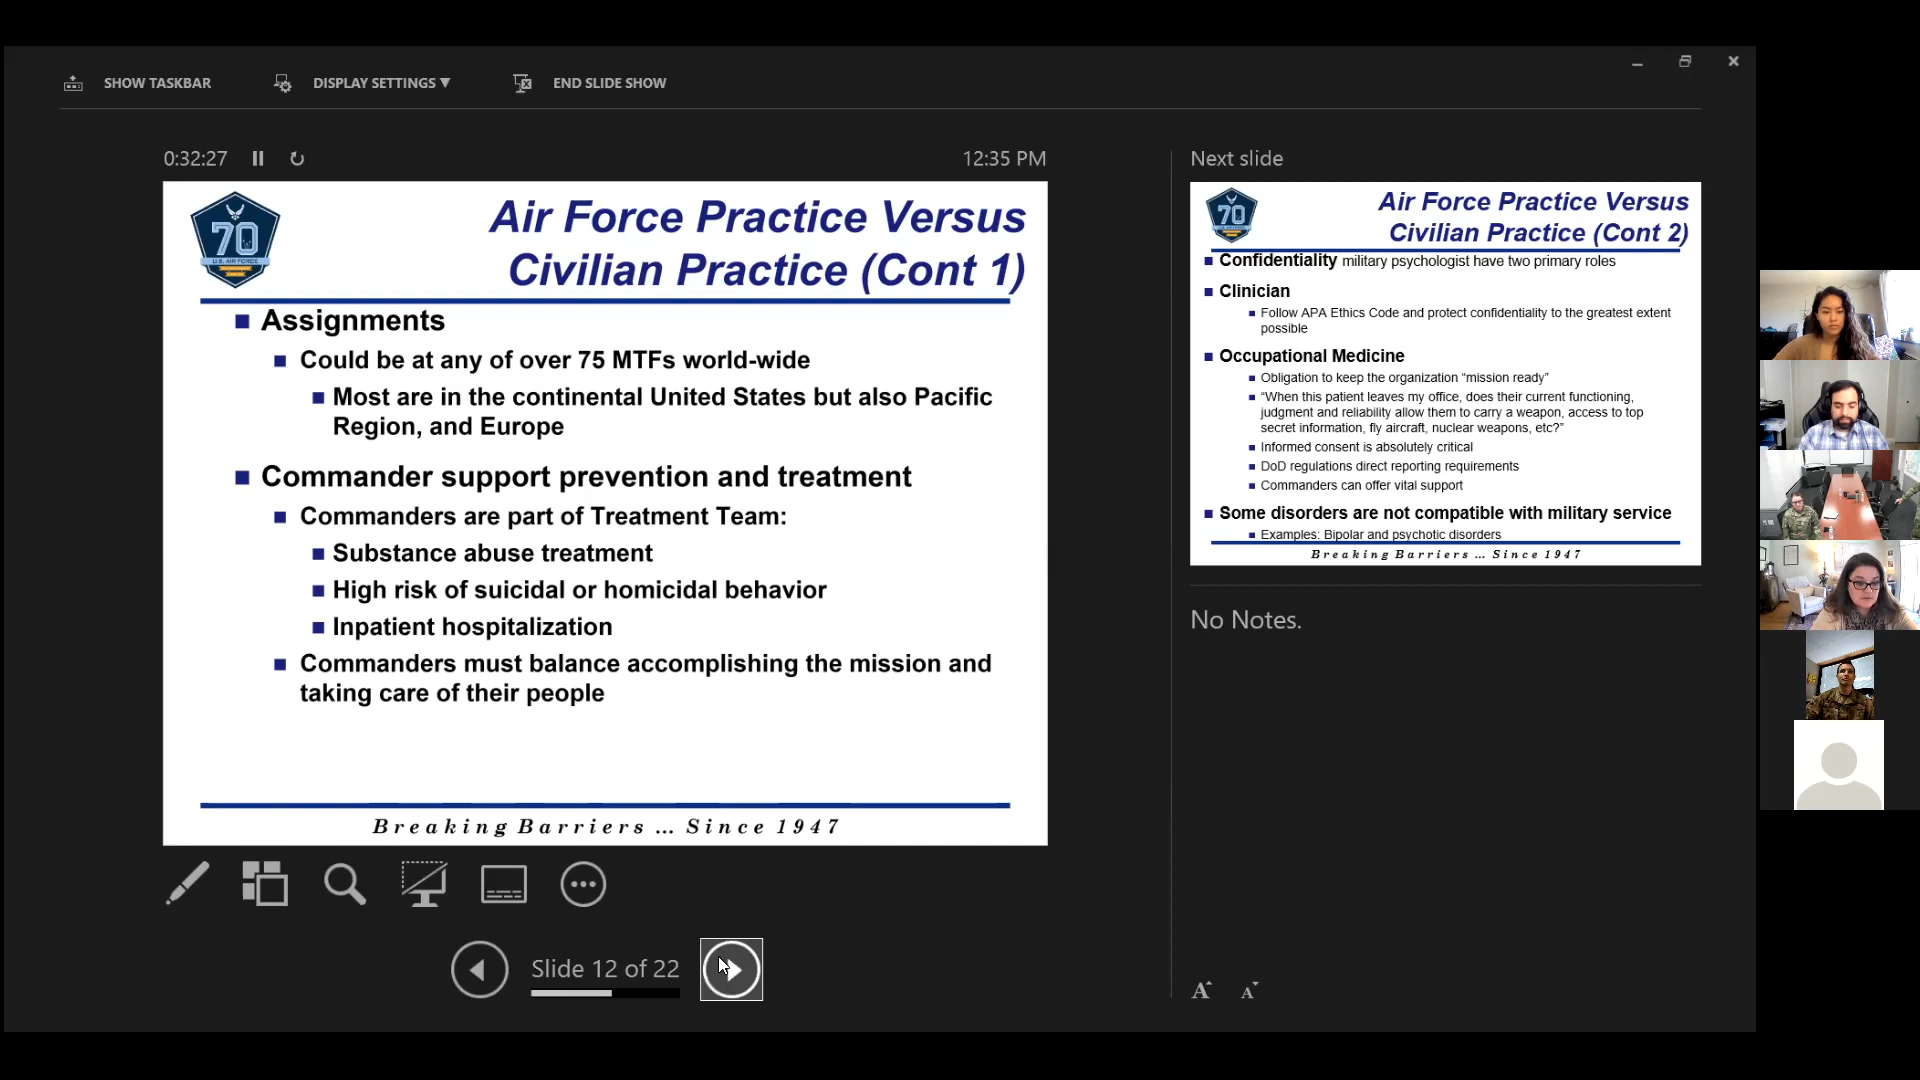 SHOW TASKBAR
DISPLAY SETTINGS ▼
END SLIDE SHOW
0:32:27
12:35 PM
70
U.S. AIR FORCE
Air Force Practice Versus
Civilian Practice (Cont 1)
Assignments
Could be at any of over 75 MTFs world-wide
Most are in the continental United States but also Pacific
Region, and Europe
Commander support prevention and treatment
Commanders are part of Treatment Team:
Substance abuse treatment
High risk of suicidal or homicidal behavior
Inpatient hospitalization
Commanders must balance accomplishing the mission and
taking care of their people
Breaking Barriers ... Since 1947
Slide 12 of 22
Next slide
70
Air Force Practice Versus
Civilian Practice (Cont 2)
Confidentiality military psychologist have two primary roles
Clinician
Follow APA Ethics Code and protect confidentiality to the greatest extent
possible
Occupational Medicine
Obligation to keep the organization “mission ready”
“When this patient leaves my office, does their current functioning,
judgment and reliability allow them to carry a weapon, access to top
secret information, fly aircraft, nuclear weapons, etc?”
Informed consent is absolutely critical
DoD regulations direct reporting requirements
Commanders can offer vital support
Some disorders are not compatible with military service
Examples: Bipolar and psychotic disorders
Breaking Barriers ... Since 1947
No Notes.
A A